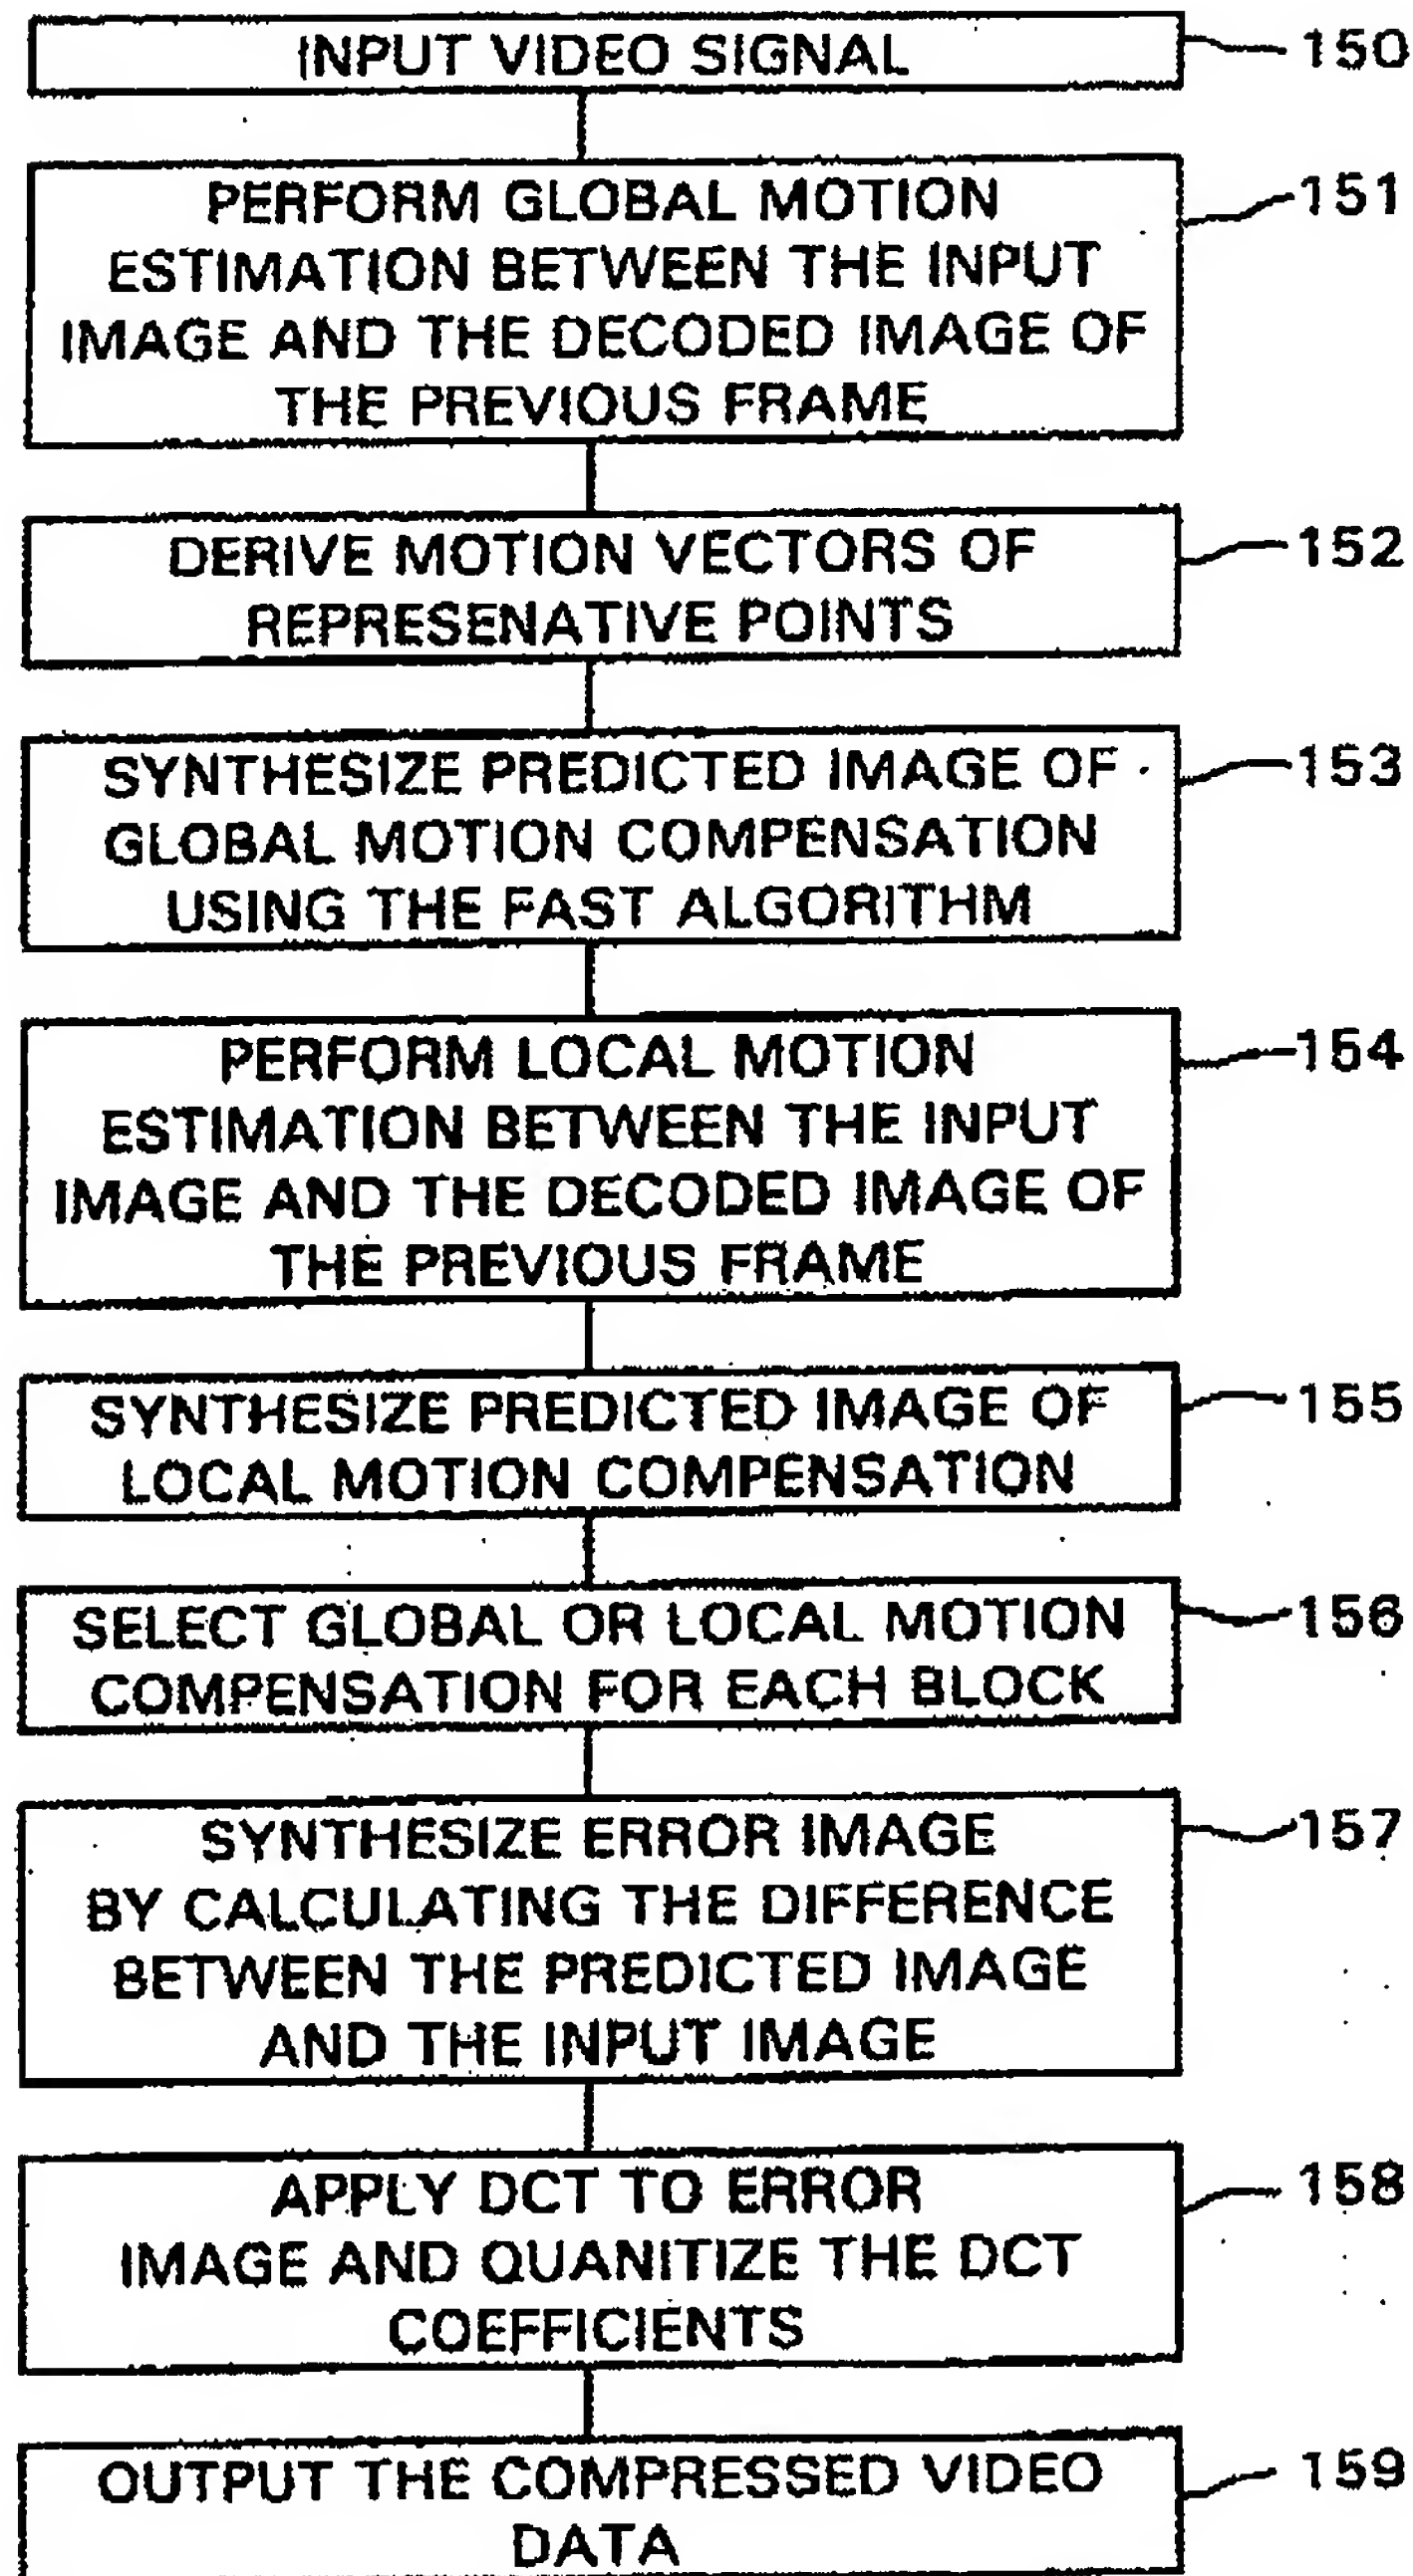 INPUT VIDEO SIGNAL
150
PERFORM GLOBAL MOTION
ESTIMATION BETWEEN THE INPUT
IMAGE AND THE DECODED IMAGE OF
THE PREVIOUS FRAME
151
DERIVE MOTION VECTORS OF
REPRESENATIVE POINTS
152
SYNTHESIZE PREDICTED IMAGE OF
GLOBAL MOTION COMPENSATION
USING THE FAST ALGORITHM
153
PERFORM LOCAL MOTION
ESTIMATION BETWEEN THE INPUT
IMAGE AND THE DECODED IMAGE OF
THE PREVIOUS FRAME
154
SYNTHESIZE PREDICTED IMAGE OF
LOCAL MOTION COMPENSATION
155
SELECT GLOBAL OR LOCAL MOTION
COMPENSATION FOR EACH BLOCK
156
SYNTHESIZE ERROR IMAGE
BY CALCULATING THE DIFFERENCE
BETWEEN THE PREDICTED IMAGE
AND THE INPUT IMAGE
157
APPLY DCT TO ERROR
IMAGE AND QUANITIZE THE DCT
COEFFICIENTS
158
OUTPUT THE COMPRESSED VIDEO
DATA
159